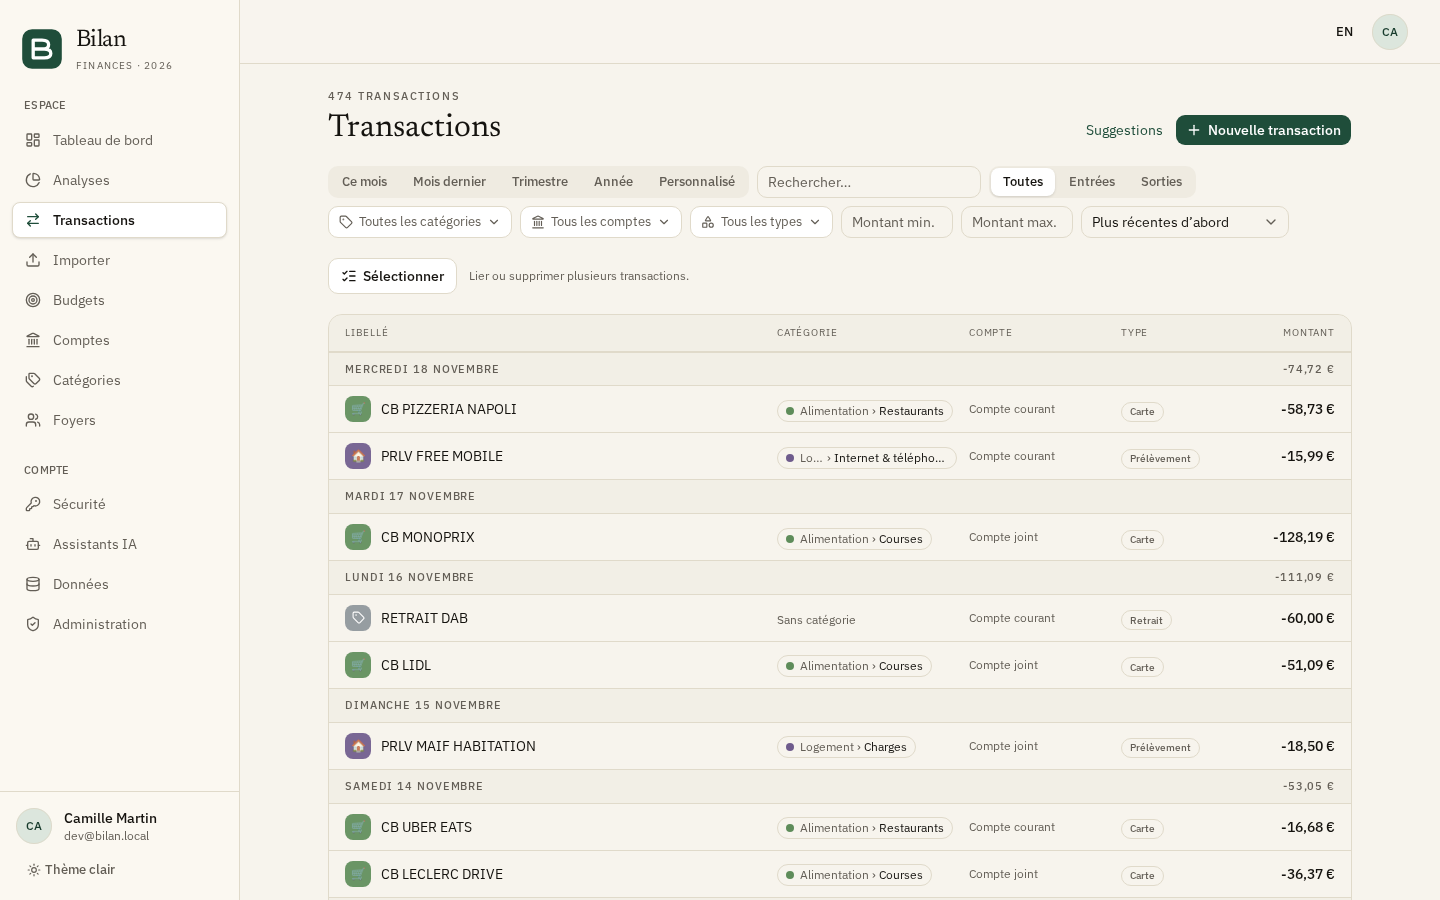 Bilan
FINANCES · 2026
ESPACE
Tableau de bord
Analyses
Transactions
Importer
Budgets
Comptes
Catégories
Foyers
COMPTE
Sécurité
Assistants IA
Données
Administration
CA
Camille Martin
dev@bilan.local
Thème clair
EN
CA
474 TRANSACTIONS
Transactions
Suggestions
Nouvelle transaction
Ce mois Mois dernier Trimestre Année Personnalisé Rechercher… Toutes Entrées Sorties
Toutes les catégories Tous les comptes Tous les types Montant min. Montant max. Plus récentes d’abord
Sélectionner Lier ou supprimer plusieurs transactions.
LIBELLÉ CATÉGORIE COMPTE TYPE MONTANT
MERCREDI 18 NOVEMBRE -74,72 €
CB PIZZERIA NAPOLI Alimentation › Restaurants Compte courant Carte -58,73 €
PRLV FREE MOBILE Lo… › Internet & télépho… Compte courant Prélèvement -15,99 €
MARDI 17 NOVEMBRE
CB MONOPRIX Alimentation › Courses Compte joint Carte -128,19 €
LUNDI 16 NOVEMBRE -111,09 €
RETRAIT DAB Sans catégorie Compte courant Retrait -60,00 €
CB LIDL Alimentation › Courses Compte joint Carte -51,09 €
DIMANCHE 15 NOVEMBRE
PRLV MAIF HABITATION Logement › Charges Compte joint Prélèvement -18,50 €
SAMEDI 14 NOVEMBRE -53,05 €
CB UBER EATS Alimentation › Restaurants Compte courant Carte -16,68 €
CB LECLERC DRIVE Alimentation › Courses Compte joint Carte -36,37 €